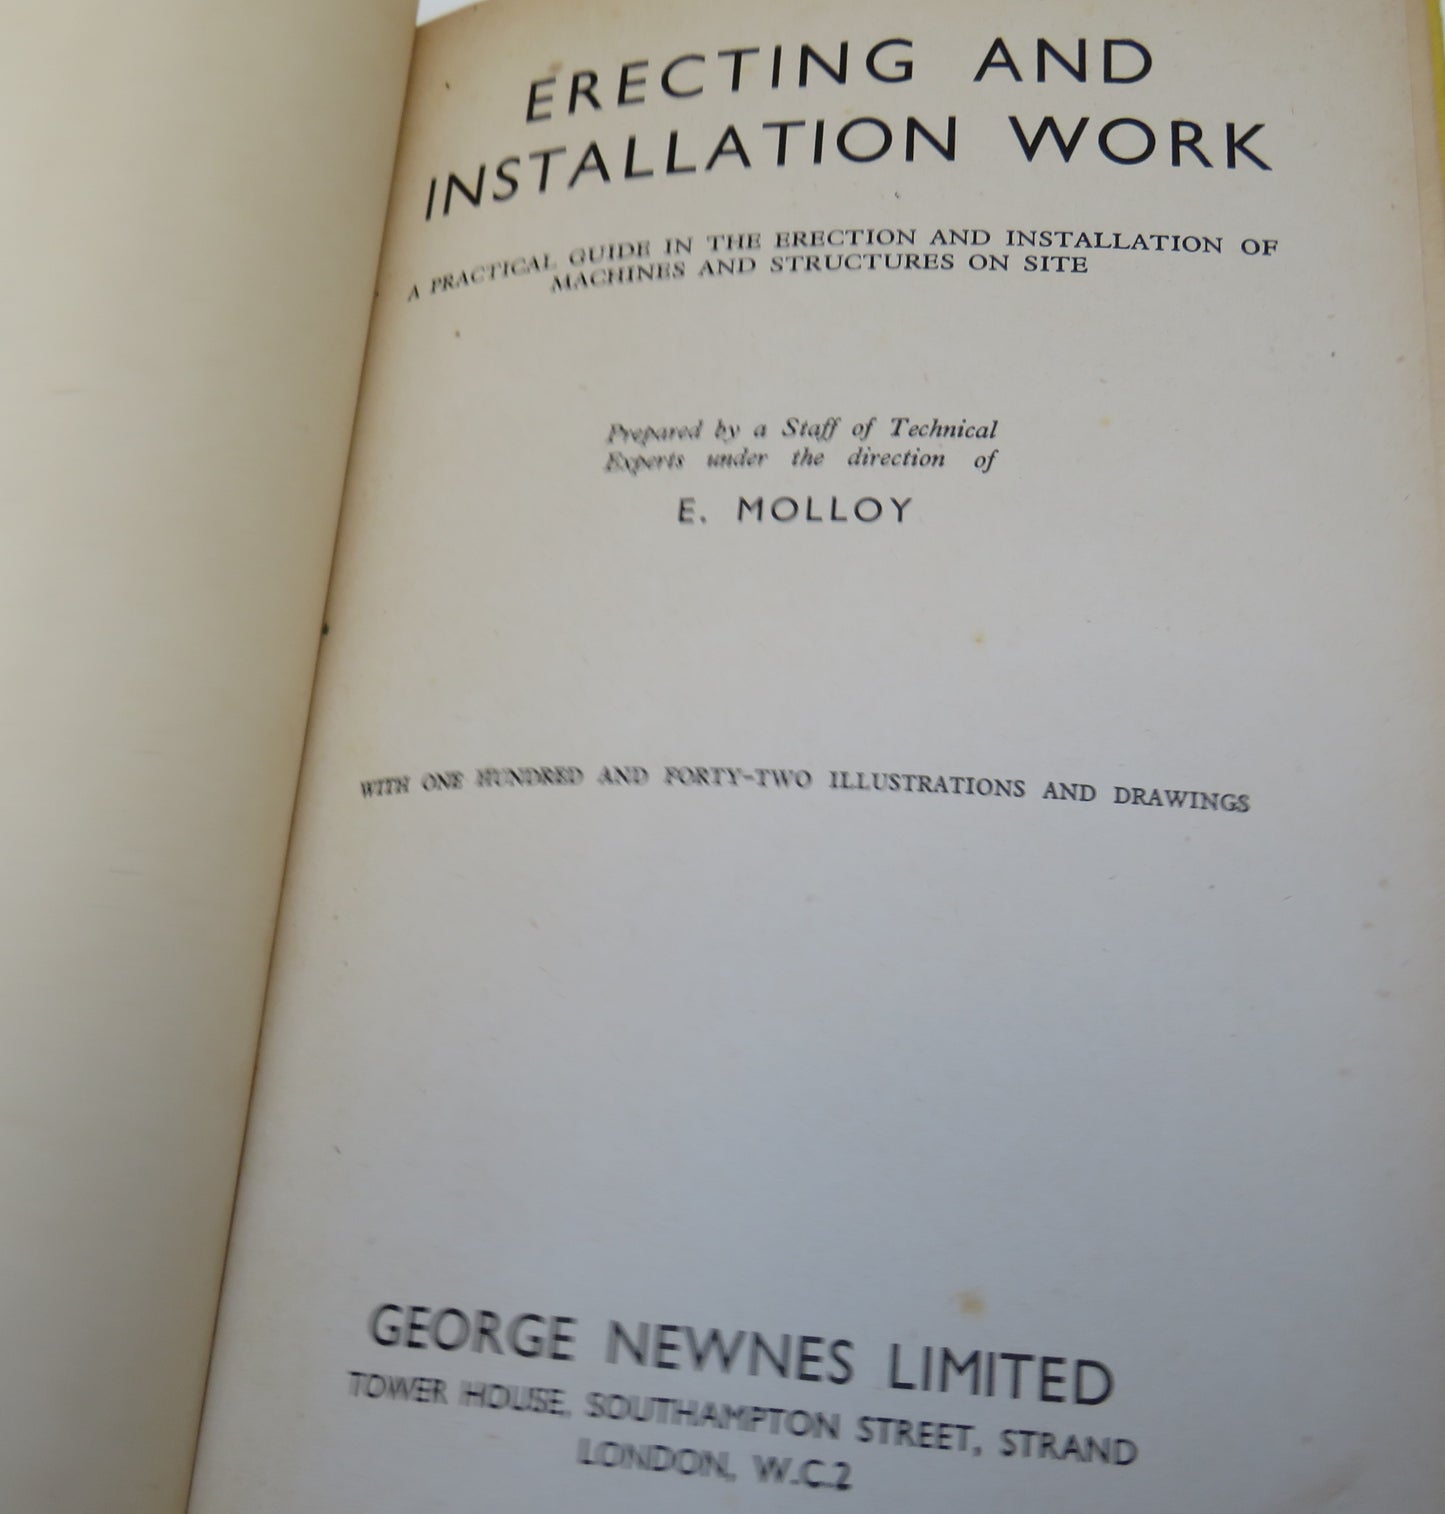 ERECTING AND
INSTALLATION WORK
A PRACTICAL GUIDE IN THE ERECTION AND INSTALLATION OF
MACHINES AND STRUCTURES ON SITE
Prepared by a Staff of Technical
Experts under the direction of
E. MOLLOY
WITH ONE HUNDRED AND FORTY-TWO ILLUSTRATIONS AND DRAWINGS
GEORGE NEWNES LIMITED
TOWER HOUSE, SOUTHAMPTON STREET, STRAND
LONDON, W.C.2